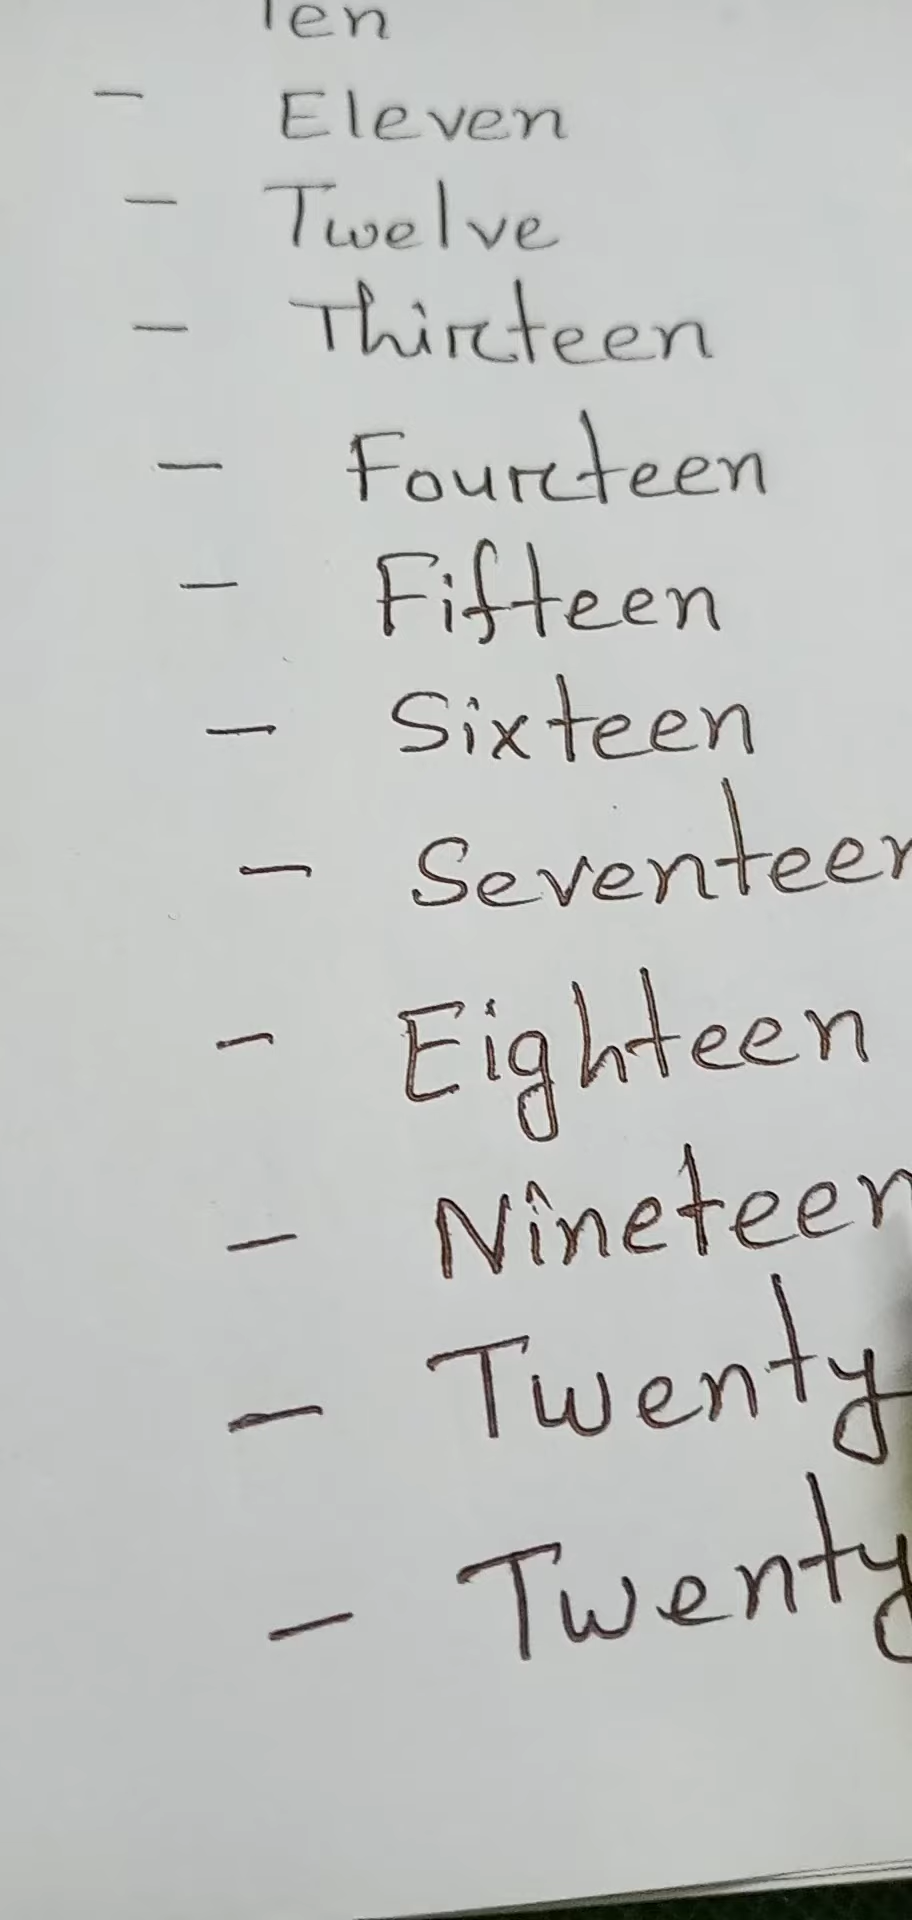 Ten
- Eleven
- Twelve
- Thirteen
- Fourteen
- Fifteen
- Sixteen
- Seventeen
- Eighteen
- Nineteen
- Twenty
- Twenty